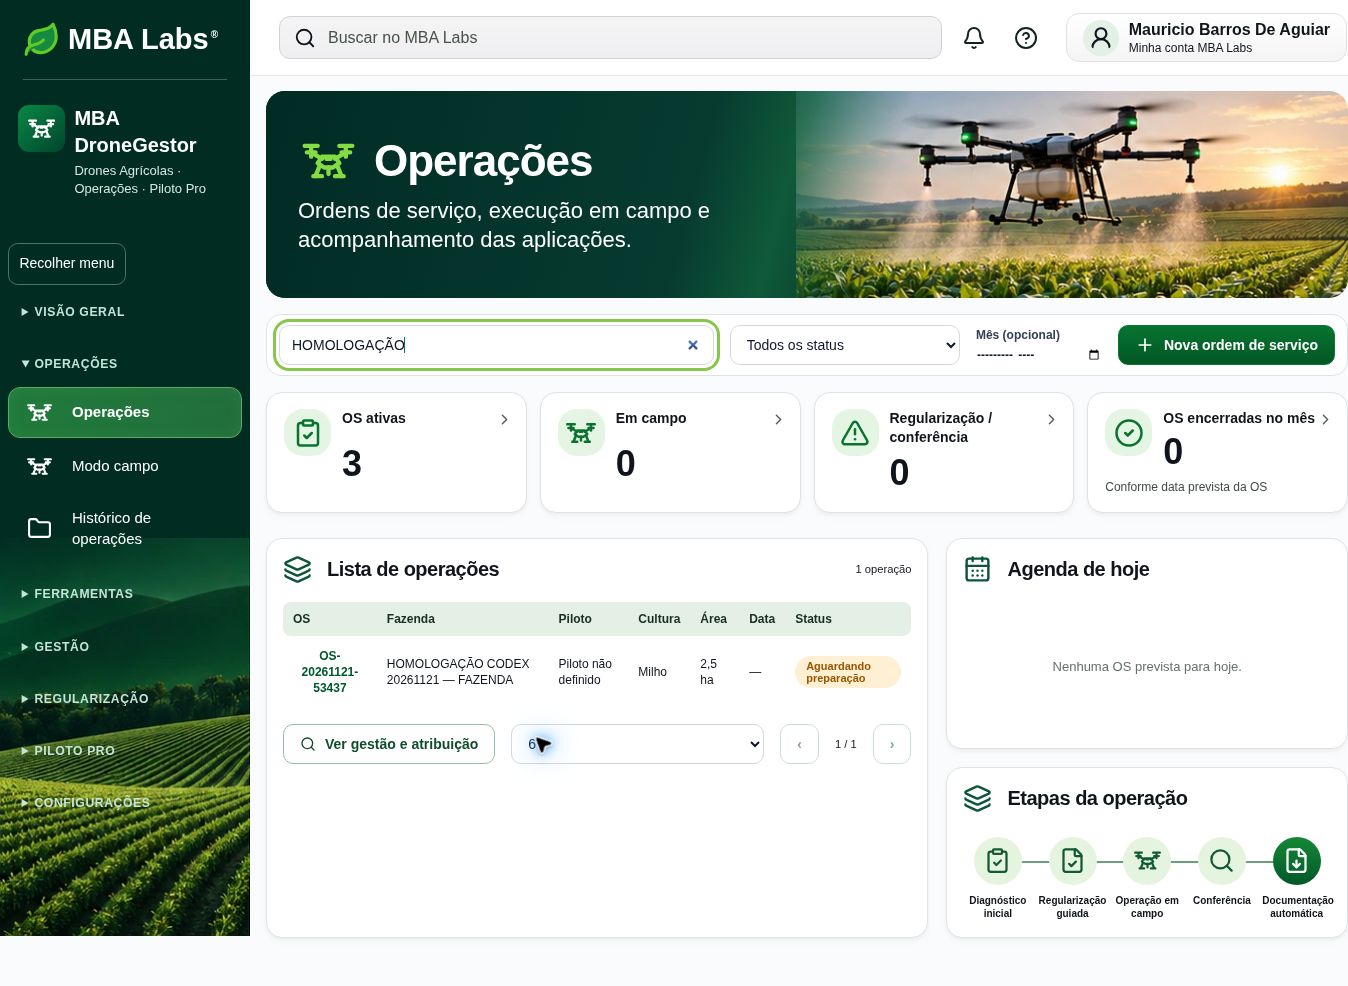 MBA Labs®
MBA
DroneGestor
Drones Agrícolas ·
Operações · Piloto Pro
Recolher menu
VISÃO GERAL
OPERAÇÕES
Operações
Modo campo
Histórico de
operações
FERRAMENTAS
GESTÃO
REGULARIZAÇÃO
PILOTO PRO
CONFIGURAÇÕES
Buscar no MBA Labs
Mauricio Barros De Aguiar
Minha conta MBA Labs
Operações
Ordens de serviço, execução em campo e
acompanhamento das aplicações.
HOMOLOGAÇÃO
Todos os status
Mês (opcional)
--------- ----
Nova ordem de serviço
OS ativas
3
Em campo
0
Regularização /
conferência
0
OS encerradas no mês
0
Conforme data prevista da OS
Lista de operações
1 operação
OS Fazenda Piloto Cultura Área Data Status
OS-
20261121-
53437
HOMOLOGAÇÃO CODEX
20261121 — FAZENDA
Piloto não
definido
Milho
2,5
ha
—
Aguardando
preparação
Ver gestão e atribuição
6
‹
1 / 1
›
Agenda de hoje
Nenhuma OS prevista para hoje.
Etapas da operação
Diagnóstico
inicial
Regularização
guiada
Operação em
campo
Conferência
Documentação
automática